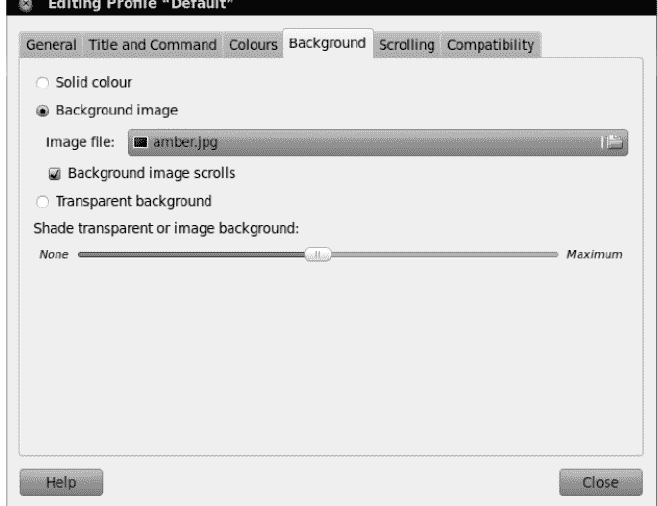 Editing Profile "Default"
General Title and Command Colours Background Scrolling Compatibility
Solid colour
Background image
Image file: amber.jpg
Background image scrolls
Transparent background
Shade transparent or image background:
None Maximum
Help Close